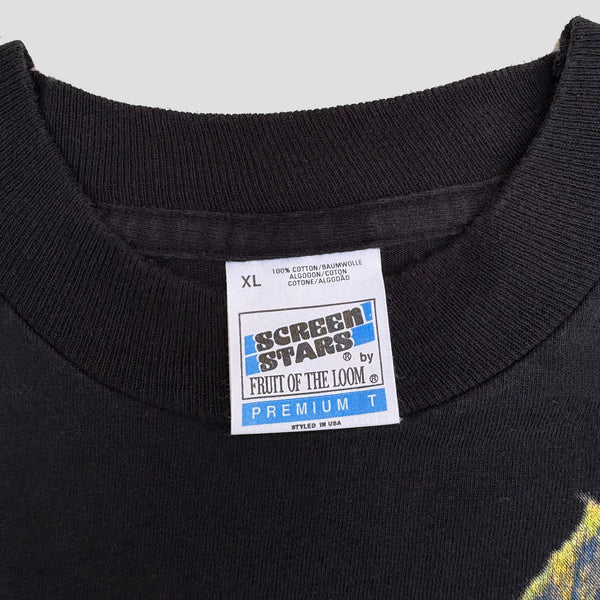 XL
100% COTTON/BAUMWOLLE
ALGODON/COTON
COTONE/ALGODÃO
SCREEN
STARS® by
FRUIT OF THE LOOM®
PREMIUM T
STYLED IN USA